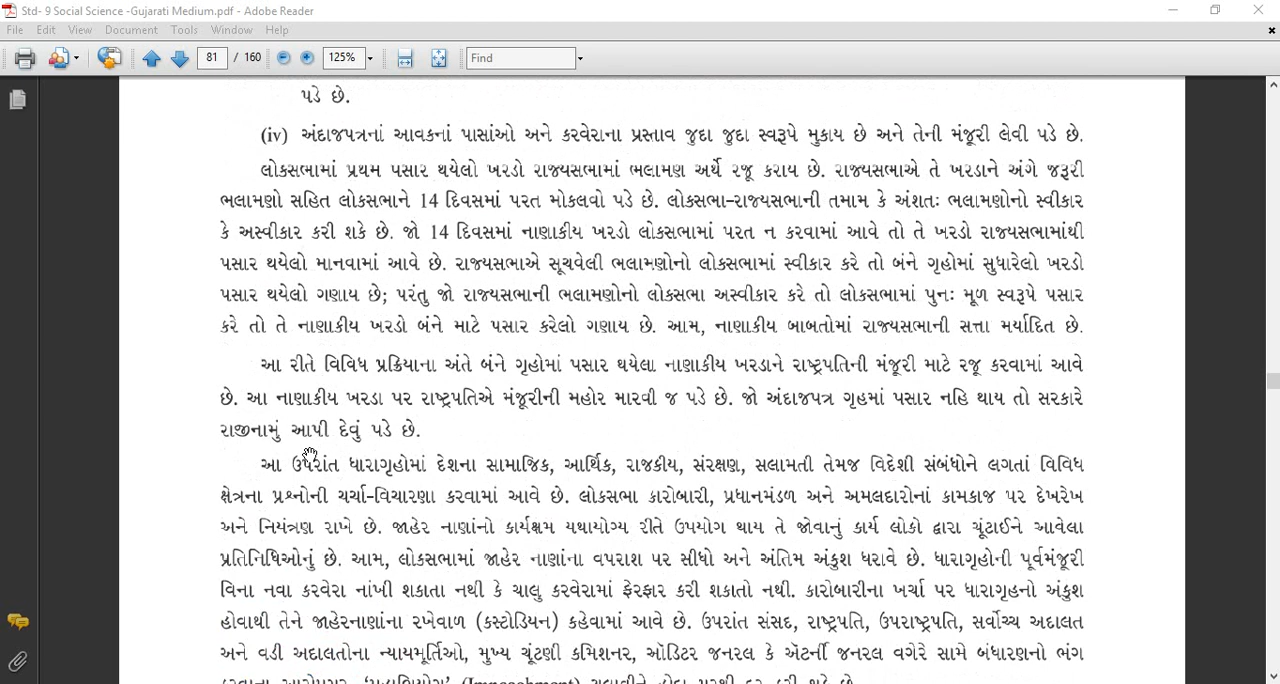 Std- 9 Social Science -Gujarati Medium.pdf - Adobe Reader
File Edit View Document Tools Window Help
81 / 160 125% Find
પડે છે.
(iv) અંદાજપત્રનાં આવકનાં પાસાંઓ અને કરવેરાના પ્રસ્તાવ જુદા જુદા સ્વરૂપે મુકાય છે અને તેની મંજૂરી લેવી પડે છે.
લોકસભામાં પ્રથમ પસાર થયેલો ખરડો રાજ્યસભામાં ભલામણ અર્થે રજૂ કરાય છે. રાજ્યસભાએ તે ખરડાને અંગે જરૂરી
ભલામણો સહિત લોકસભાને 14 દિવસમાં પરત મોકલવો પડે છે. લોકસભા-રાજ્યસભાની તમામ કે અંશતઃ ભલામણોનો સ્વીકાર
કે અસ્વીકાર કરી શકે છે. જો 14 દિવસમાં નાણાકીય ખરડો લોકસભામાં પરત ન કરવામાં આવે તો તે ખરડો રાજ્યસભામાંથી
પસાર થયેલો માનવામાં આવે છે. રાજ્યસભાએ સૂચવેલી ભલામણોનો લોકસભામાં સ્વીકાર કરે તો બંને ગૃહોમાં સુધારેલો ખરડો
પસાર થયેલો ગણાય છે; પરંતુ જો રાજ્યસભાની ભલામણોનો લોકસભા અસ્વીકાર કરે તો લોકસભામાં પુનઃ મૂળ સ્વરૂપે પસાર
કરે તો તે નાણાકીય ખરડો બંને માટે પસાર કરેલો ગણાય છે. આમ, નાણાકીય બાબતોમાં રાજ્યસભાની સત્તા મર્યાદિત છે.
આ રીતે વિવિધ પ્રક્રિયાના અંતે બંને ગૃહોમાં પસાર થયેલા નાણાકીય ખરડાને રાષ્ટ્રપતિની મંજૂરી માટે રજૂ કરવામાં આવે
છે. આ નાણાકીય ખરડા પર રાષ્ટ્રપતિએ મંજૂરીની મહોર મારવી જ પડે છે. જો અંદાજપત્ર ગૃહમાં પસાર નહિ થાય તો સરકારે
રાજીનામું આપી દેવું પડે છે.
આ ઉપરાંત ધારાગૃહોમાં દેશના સામાજિક, આર્થિક, રાજકીય, સંરક્ષણ, સલામતી તેમજ વિદેશી સંબંધોને લગતાં વિવિધ
ક્ષેત્રના પ્રશ્નોની ચર્ચા-વિચારણા કરવામાં આવે છે. લોકસભા કારોબારી, પ્રધાનમંડળ અને અમલદારોનાં કામકાજ પર દેખરેખ
અને નિયંત્રણ રાખે છે. જાહેર નાણાંનો કાર્યક્ષમ યથાયોગ્ય રીતે ઉપયોગ થાય તે જોવાનું કાર્ય લોકો દ્વારા ચૂંટાઈને આવેલા
પ્રતિનિધિઓનું છે. આમ, લોકસભામાં જાહેર નાણાંના વપરાશ પર સીધો અને અંતિમ અંકુશ ધરાવે છે. ધારાગૃહોની પૂર્વમંજૂરી
વિના નવા કરવેરા નાંખી શકાતા નથી કે ચાલુ કરવેરામાં ફેરફાર કરી શકાતો નથી. કારોબારીના ખર્ચા પર ધારાગૃહનો અંકુશ
હોવાથી તેને જાહેરનાણાંના રખેવાળ (કસ્ટોડિયન) કહેવામાં આવે છે. ઉપરાંત સંસદ, રાષ્ટ્રપતિ, ઉપરાષ્ટ્રપતિ, સર્વોચ્ચ અદાલત
અને વડી અદાલતોના ન્યાયમૂર્તિઓ, મુખ્ય ચૂંટણી કમિશનર, ઑડિટર જનરલ કે ઍટર્ની જનરલ વગેરે સામે બંધારણનો ભંગ